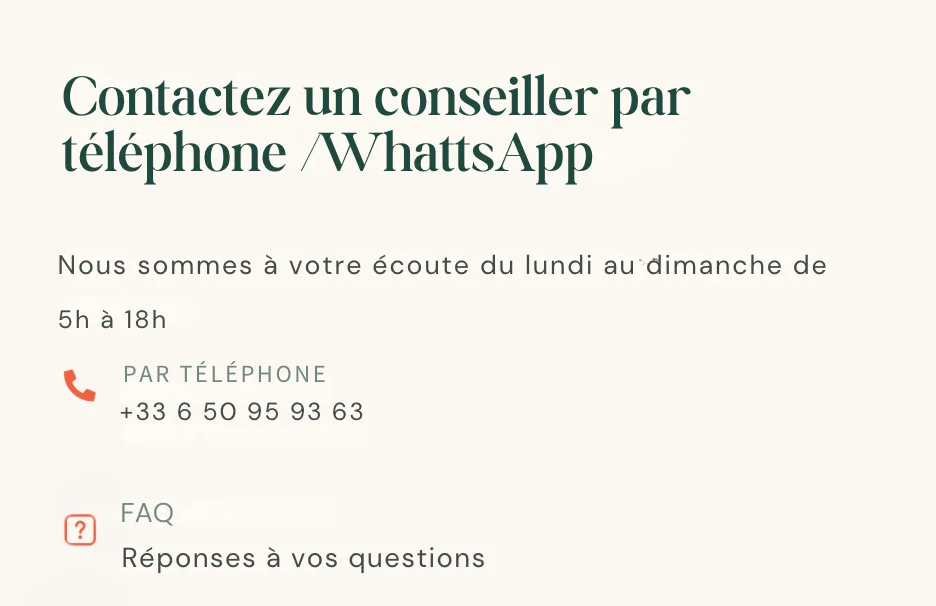 Contactez un conseiller par
téléphone /WhattsApp
Nous sommes à votre écoute du lundi au dimanche de
5h à 18h
PAR TÉLÉPHONE
+33 6 50 95 93 63
FAQ
Réponses à vos questions